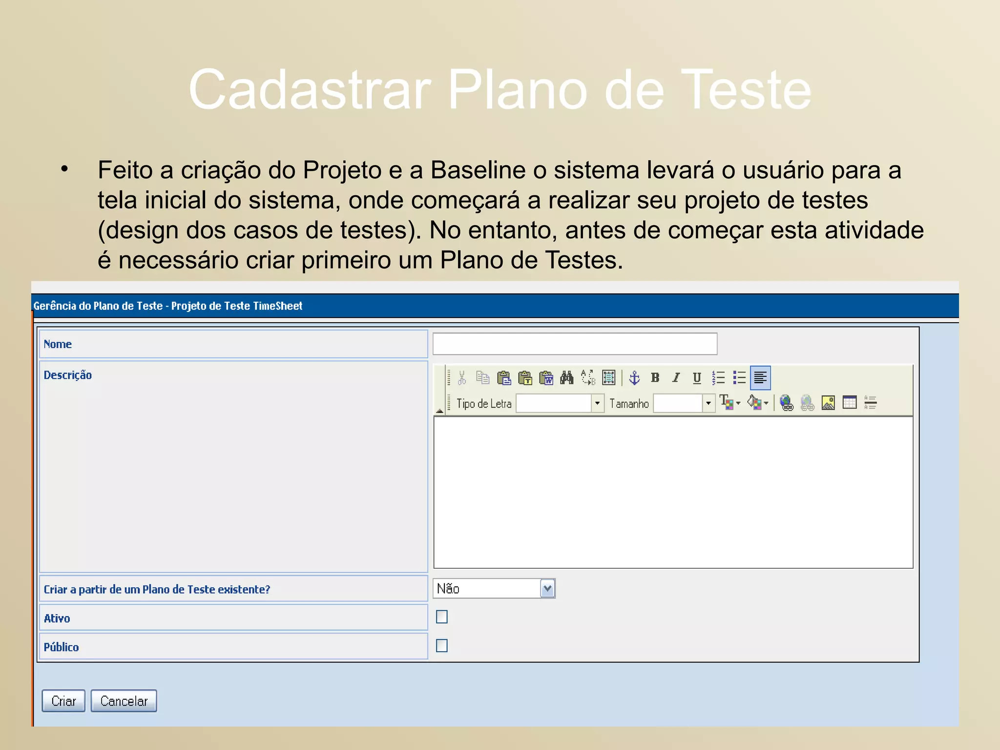 Cadastrar Plano de Teste
• Feito a criação do Projeto e a Baseline o sistema levará o usuário para a
tela inicial do sistema, onde começará a realizar seu projeto de testes
(design dos casos de testes). No entanto, antes de começar esta atividade
é necessário criar primeiro um Plano de Testes.
Gerência do Plano de Teste - Projeto de Teste TimeSheet
Nome
Descrição
B I U
Tipo de Letra Tamanho
Criar a partir de um Plano de Teste existente? Não
Ativo
Público
Criar Cancelar